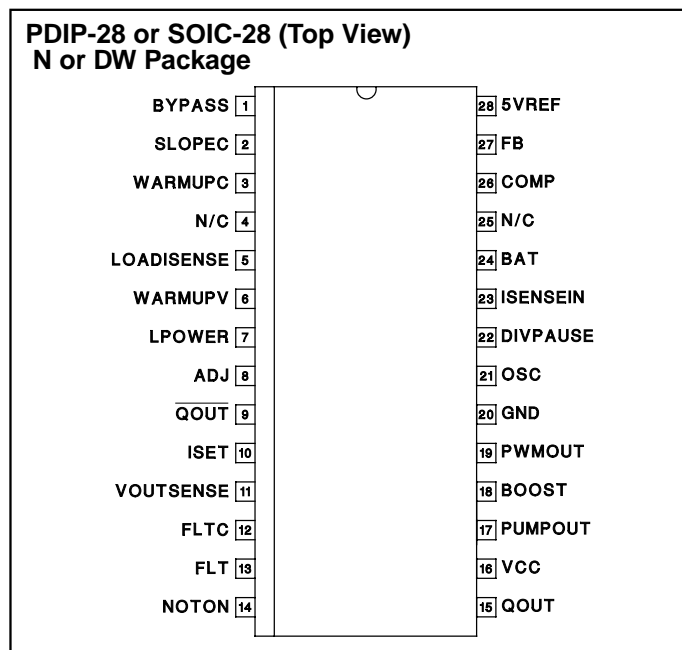 PDIP-28 or SOIC-28 (Top View)
N or DW Package
BYPASS 1
SLOPEC 2
WARMUPC 3
N/C 4
LOADISENSE 5
WARMUPV 6
LPOWER 7
ADJ 8
QOUT 9
ISET 10
VOUTSENSE 11
FLTC 12
FLT 13
NOTON 14
28 5VREF
27 FB
26 COMP
25 N/C
24 BAT
23 ISENSEIN
22 DIVPAUSE
21 OSC
20 GND
19 PWMOUT
18 BOOST
17 PUMPOUT
16 VCC
15 QOUT